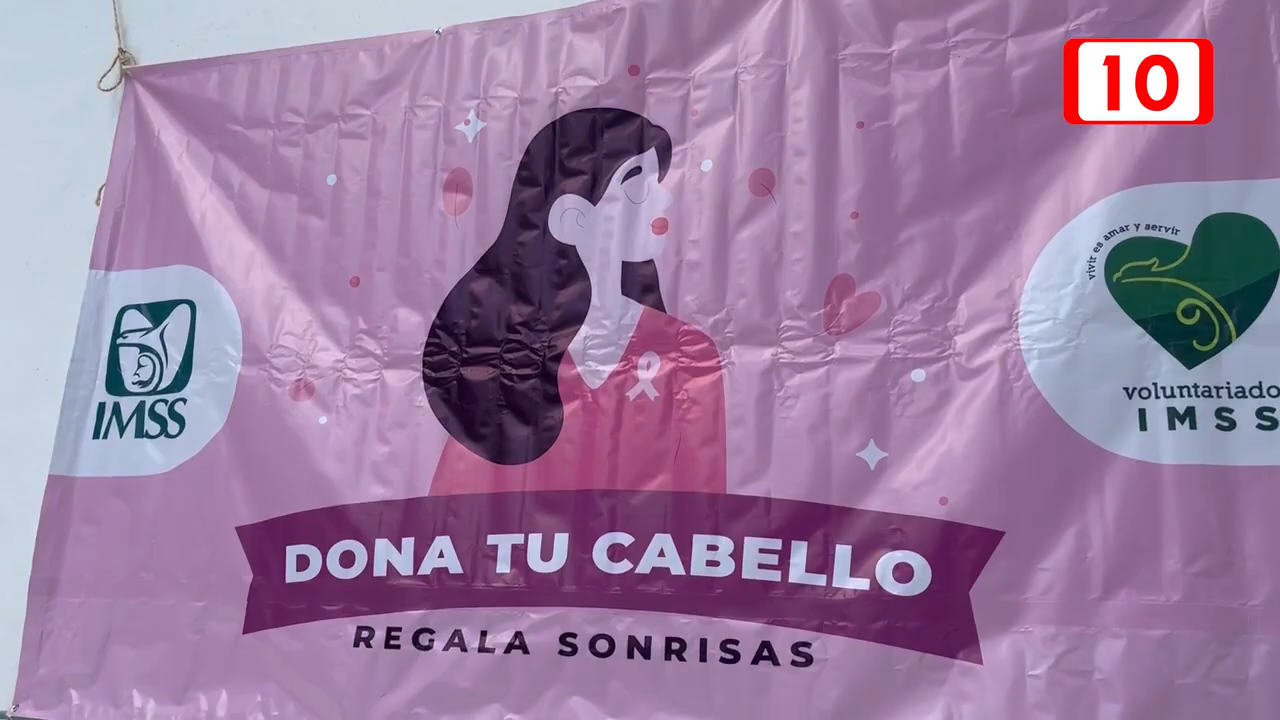 10
vivir es amar y servir
IMSS
voluntariado
IMSS
DONA TU CABELLO
REGALA SONRISAS